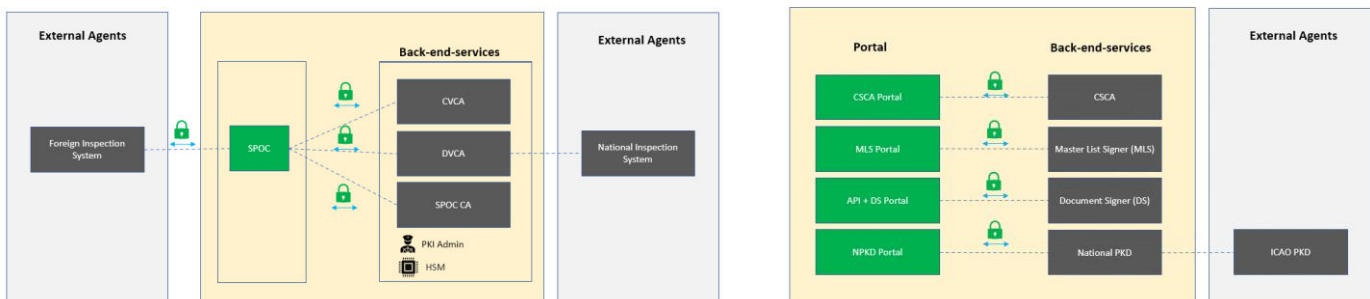 External Agents
Foreign Inspection
System
SPOC
Back-end-services
CVCA
DVCA
SPOC CA
PKI Admin
HSM
External Agents
National Inspection
System
Portal
CSCA Portal
MLS Portal
API + DS Portal
NPKD Portal
Back-end-services
CSCA
Master List Signer (MLS)
Document Signer (DS)
National PKD
External Agents
ICAO PKD